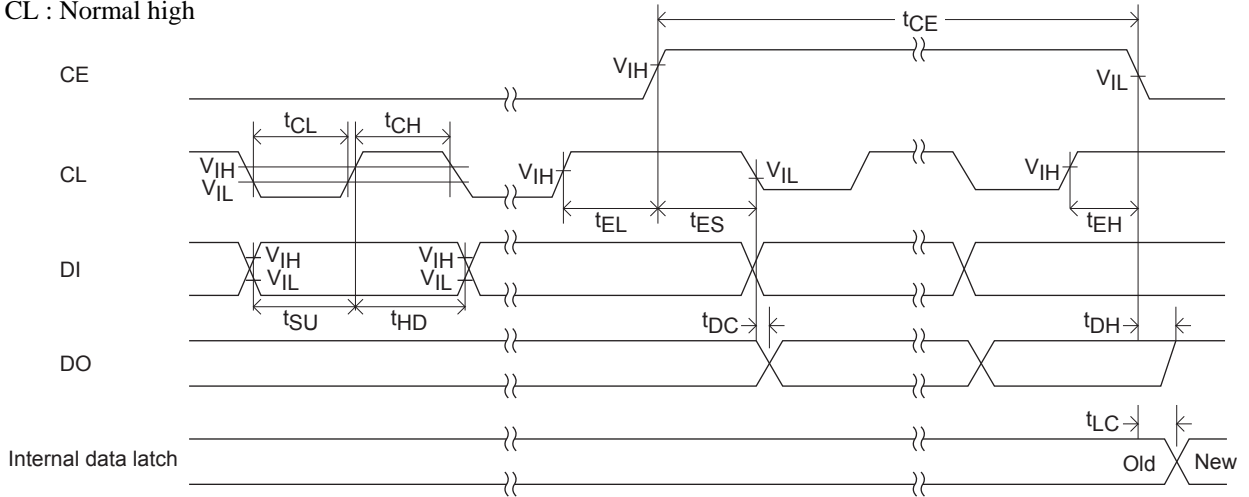 CL : Normal high
tCE
CE
VIH
VIL
tCL
tCH
CL
VIH
VIL
VIH
VIL
VIH
tEL
tES
tEH
DI
VIH
VIL
VIH
VIL
tSU
tHD
tDC
tDH
DO
tLC
Internal data latch
Old
New